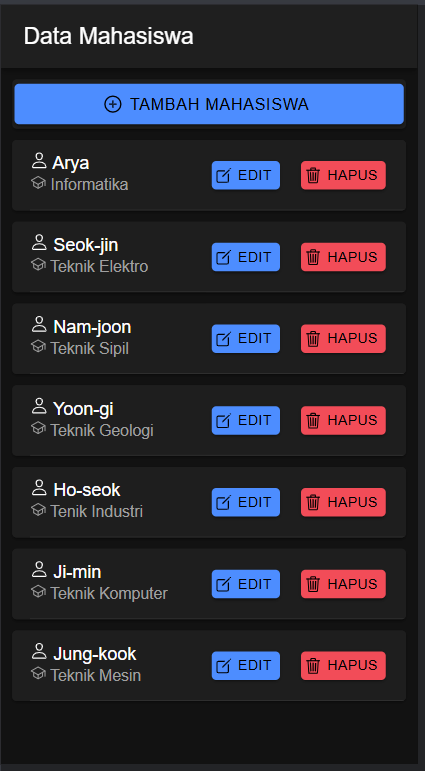 Data Mahasiswa
TAMBAH MAHASISWA
Arya
Informatika
EDIT
HAPUS
Seok-jin
Teknik Elektro
EDIT
HAPUS
Nam-joon
Teknik Sipil
EDIT
HAPUS
Yoon-gi
Teknik Geologi
EDIT
HAPUS
Ho-seok
Tenik Industri
EDIT
HAPUS
Ji-min
Teknik Komputer
EDIT
HAPUS
Jung-kook
Teknik Mesin
EDIT
HAPUS